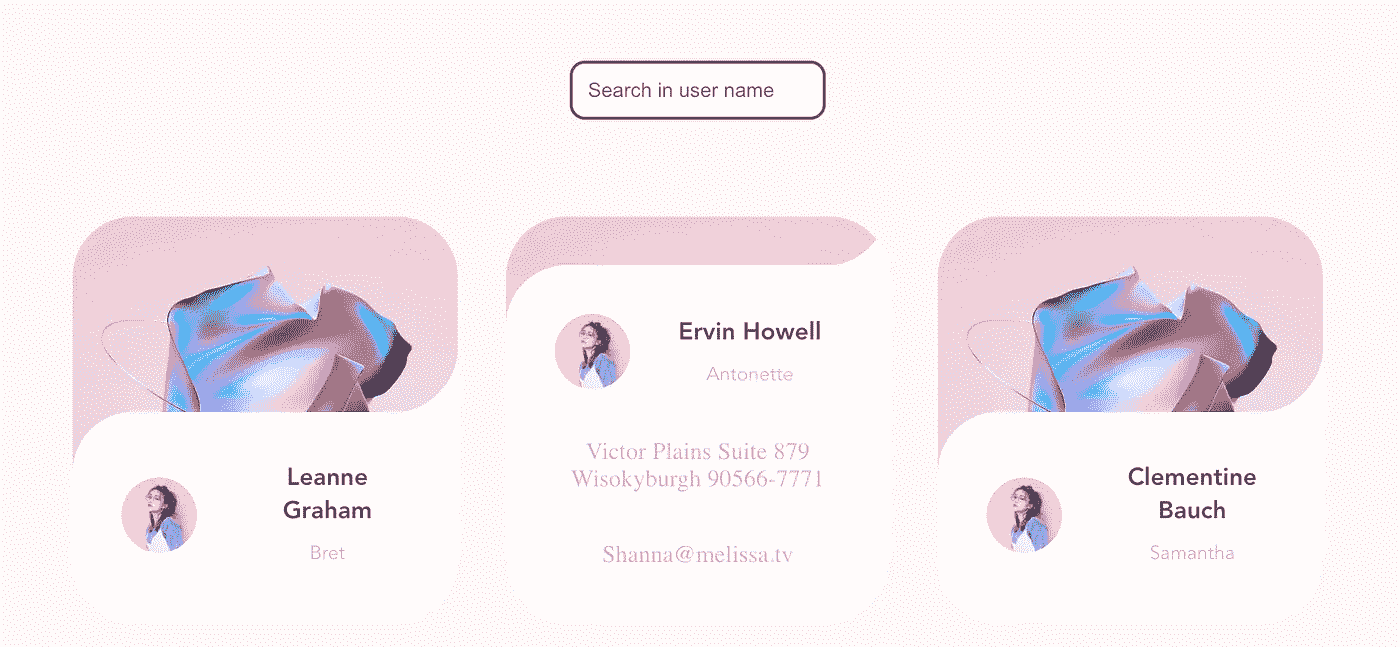 Search in user name
Leanne
Graham
Bret
Ervin Howell
Antonette
Victor Plains Suite 879
Wisokyburgh 90566-7771
Shanna@melissa.tv
Clementine
Bauch
Samantha